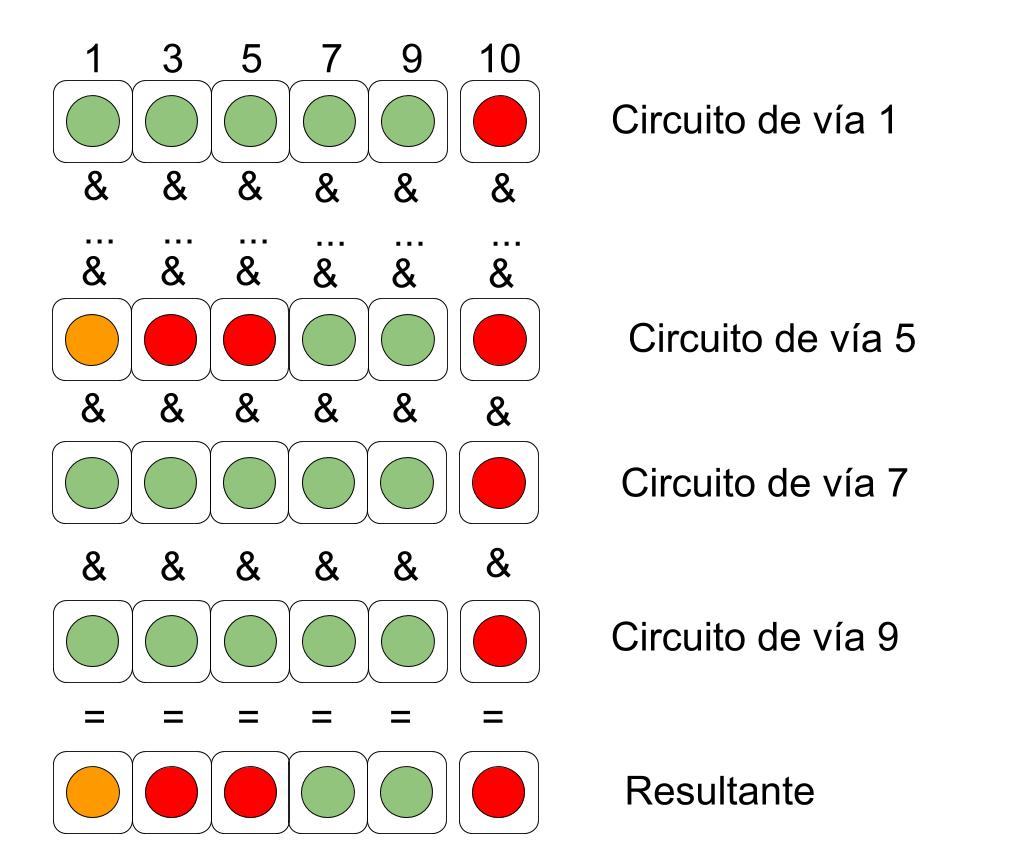 1 3 5 7 9 10
Circuito de vía 1
& & & & & &
... ... ... ... ... ...
& & & & & &
Circuito de vía 5
& & & & & &
Circuito de vía 7
& & & & & &
Circuito de vía 9
= = = = = =
Resultante